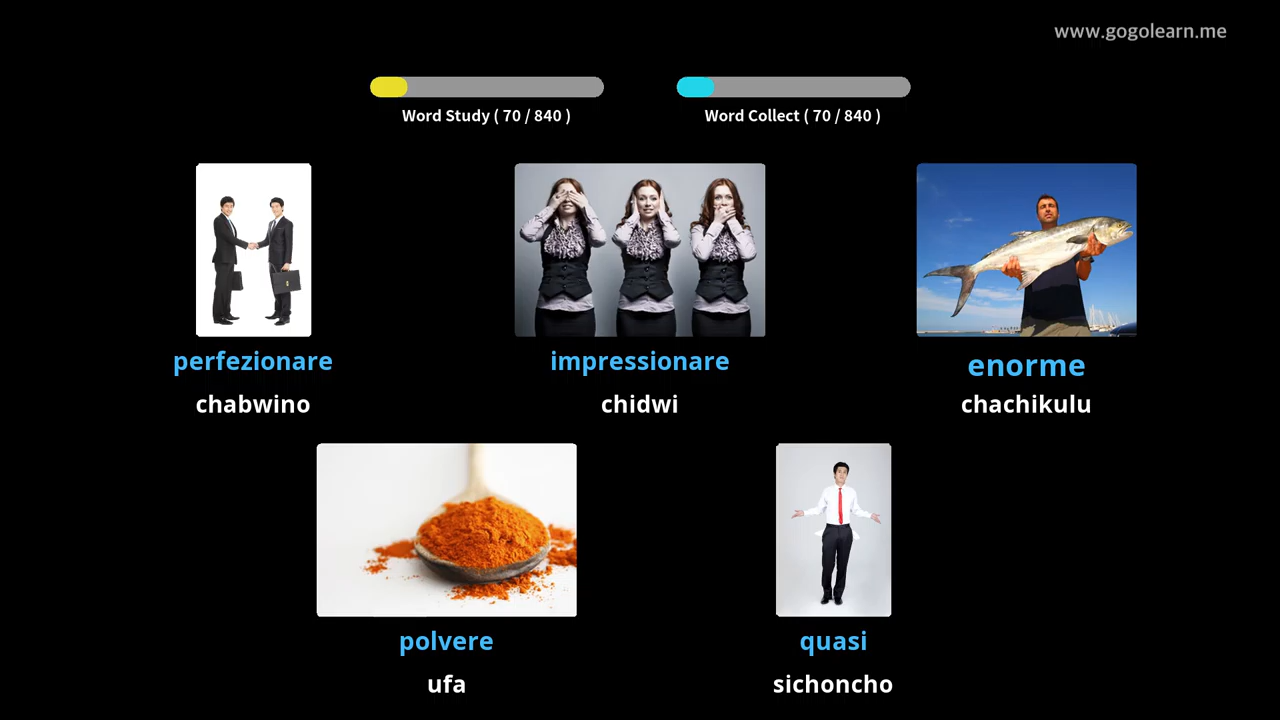 www.gogolearn.me
Word Study ( 70 / 840 )
Word Collect ( 70 / 840 )
perfezionare
chabwino
impressionare
chidwi
enorme
chachikulu
polvere
ufa
quasi
sichoncho